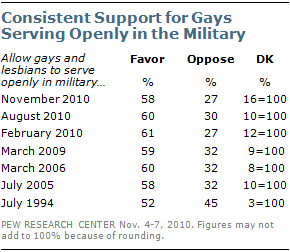 Consistent Support for Gays
Serving Openly in the Military
Allow gays and lesbians to serve openly in military... Favor Oppose DK
% % %
November 2010 58 27 16=100
August 2010 60 30 10=100
February 2010 61 27 12=100
March 2009 59 32 9=100
March 2006 60 32 8=100
July 2005 58 32 10=100
July 1994 52 45 3=100
PEW RESEARCH CENTER Nov. 4-7, 2010. Figures may not
add to 100% because of rounding.